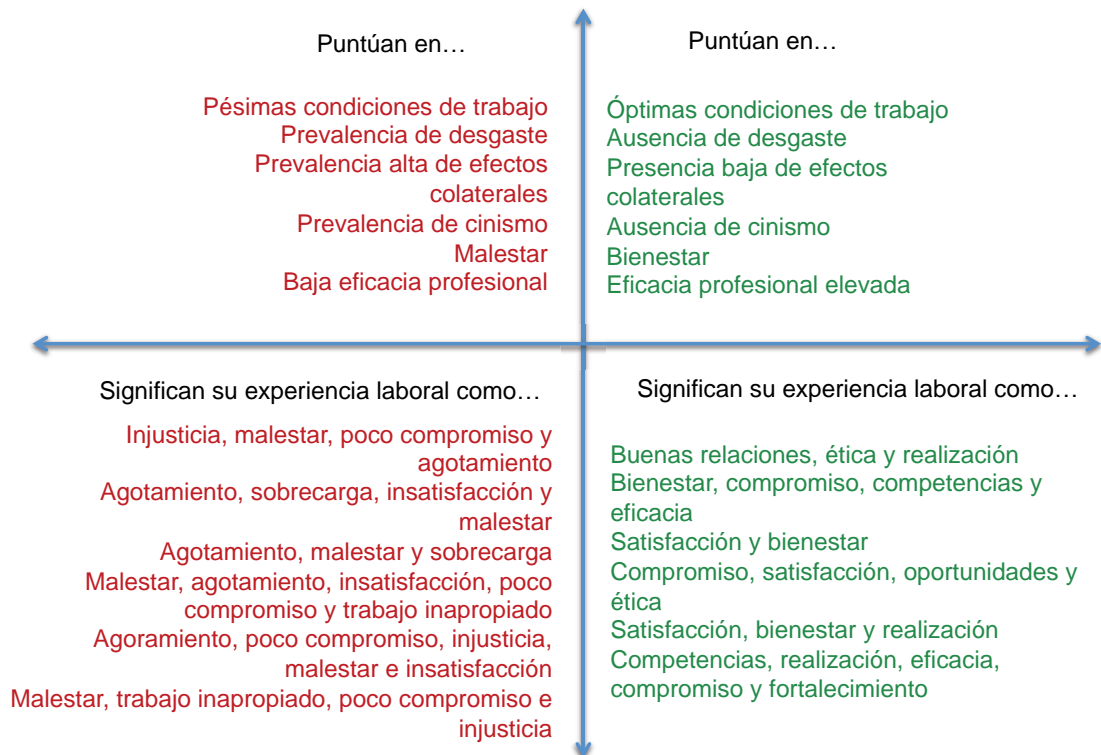 Puntúan en…
Pésimas condiciones de trabajo
Prevalencia de desgaste
Prevalencia alta de efectos
colaterales
Prevalencia de cinismo
Malestar
Baja eficacia profesional
Puntúan en…
Óptimas condiciones de trabajo
Ausencia de desgaste
Presencia baja de efectos
colaterales
Ausencia de cinismo
Bienestar
Eficacia profesional elevada
Significan su experiencia laboral como…
Injusticia, malestar, poco compromiso y
agotamiento
Agotamiento, sobrecarga, insatisfacción y
malestar
Agotamiento, malestar y sobrecarga
Malestar, agotamiento, insatisfacción, poco
compromiso y trabajo inapropiado
Agoramiento, poco compromiso, injusticia,
malestar e insatisfacción
Malestar, trabajo inapropiado, poco compromiso e
injusticia
Significan su experiencia laboral como…
Buenas relaciones, ética y realización
Bienestar, compromiso, competencias y
eficacia
Satisfacción y bienestar
Compromiso, satisfacción, oportunidades y
ética
Satisfacción, bienestar y realización
Competencias, realización, eficacia,
compromiso y fortalecimiento